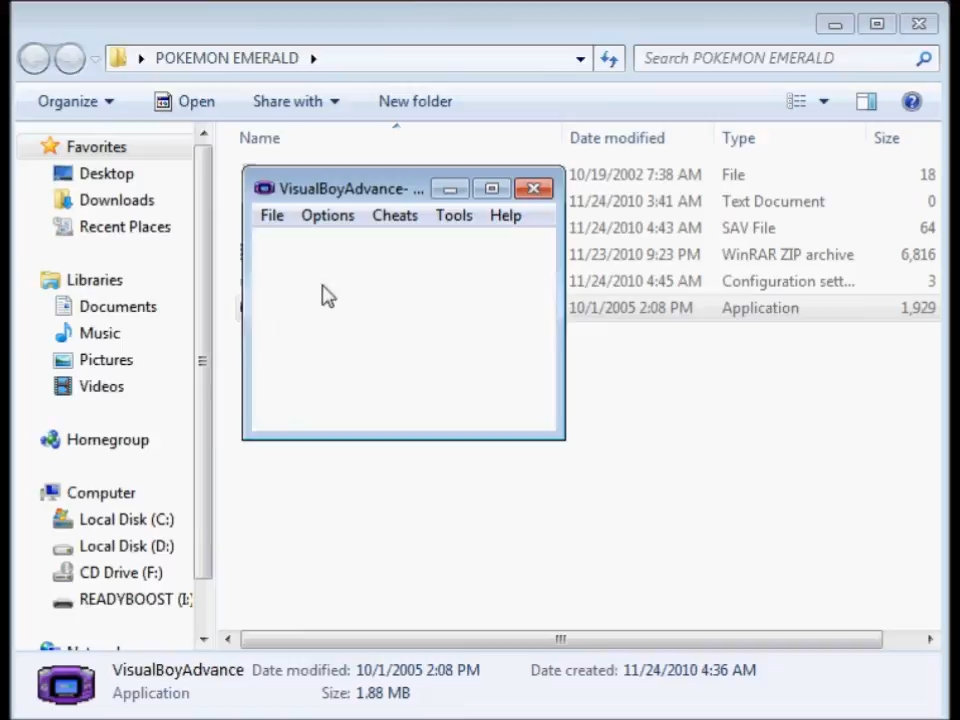 POKEMON EMERALD
Search POKEMON EMERALD
Organize
Open
Share with
New folder
Name
Date modified
Type
Size
Favorites
Desktop
Downloads
Recent Places
Libraries
Documents
Music
Pictures
Videos
Homegroup
Computer
Local Disk (C:)
Local Disk (D:)
CD Drive (F:)
READYBOOST (I:)
VisualBoyAdvance- ...
File Options Cheats Tools Help
10/19/2002 7:38 AM File 18
11/24/2010 3:41 AM Text Document 0
11/24/2010 4:43 AM SAV File 64
11/23/2010 9:23 PM WinRAR ZIP archive 6,816
11/24/2010 4:45 AM Configuration sett... 3
10/1/2005 2:08 PM Application 1,929
VisualBoyAdvance Date modified: 10/1/2005 2:08 PM Date created: 11/24/2010 4:36 AM
Application Size: 1.88 MB